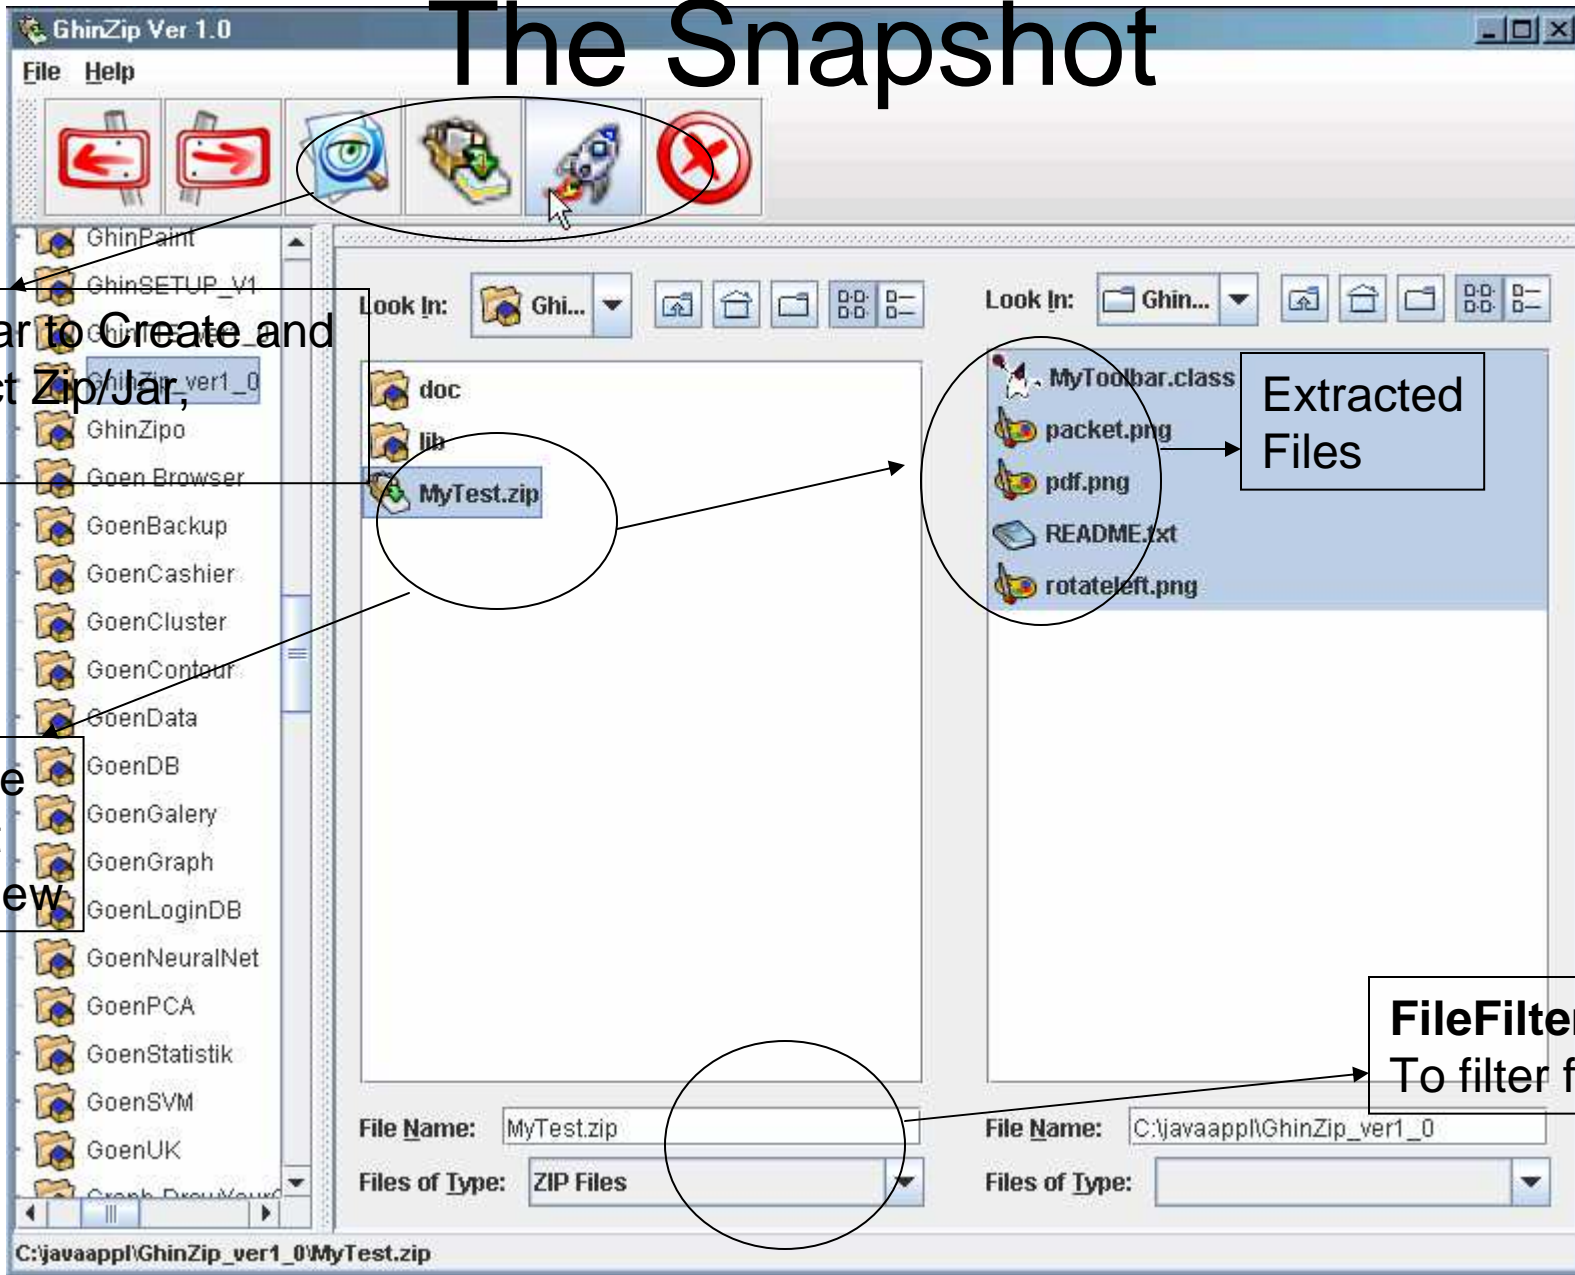 The Snapshot
GhinZip Ver 1.0
File Help
GhinPaint
GhinSETUP_V1
ar to Create and
ct Zip/Jar,
GhinZip_ver1_0
GhinZipo
Goen Browser
GoenBackup
GoenCashier
GoenCluster
GoenContour
GoenData
GoenDB
GoenGalery
GoenGraph
GoenLoginDB
GoenNeuralNet
GoenPCA
GoenStatistik
GoenSVM
GoenUK
e
ew
Look In: Ghi...
doc
lib
MyTest.zip
File Name: MyTest.zip
Files of Type: ZIP Files
Look In: Ghin...
MyToolbar.class
packet.png
pdf.png
README.txt
rotateleft.png
Extracted
Files
FileFilter
To filter f
File Name: C:\javaappl\GhinZip_ver1_0
Files of Type:
C:\javaappl\GhinZip_ver1_0\MyTest.zip